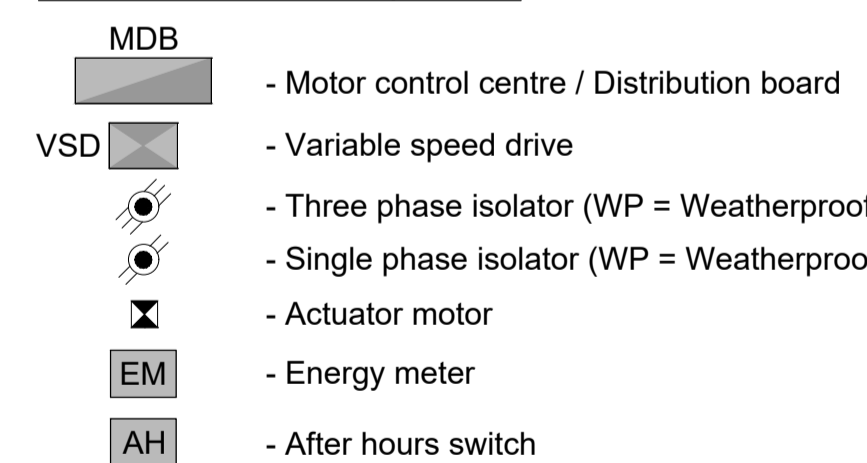 MDB
- Motor control centre / Distribution board
VSD - Variable speed drive
- Three phase isolator (WP = Weatherproof
- Single phase isolator (WP = Weatherproo
- Actuator motor
EM - Energy meter
AH - After hours switch